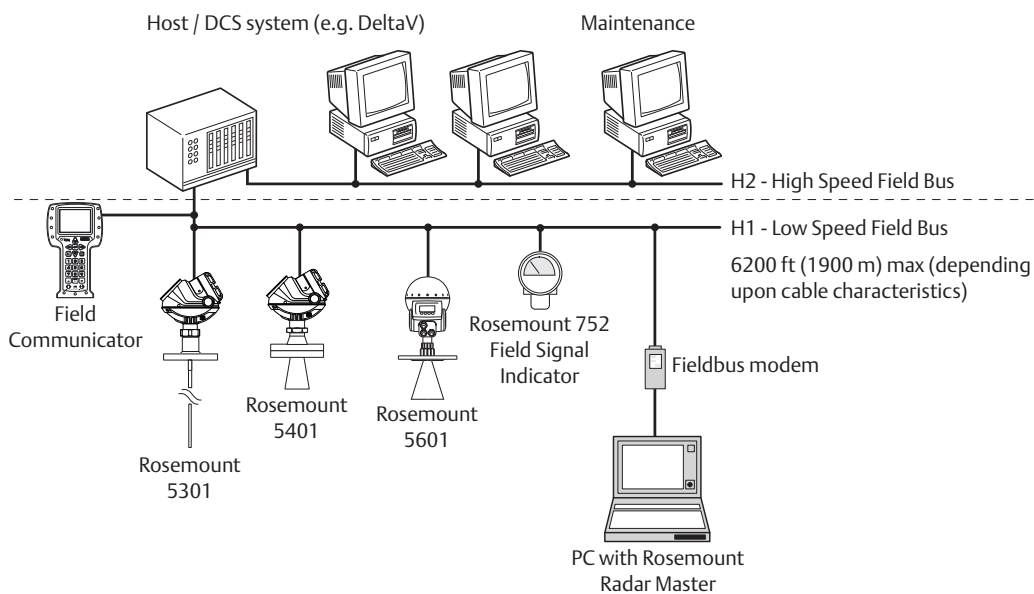 Host / DCS system (e.g. DeltaV)
Maintenance
H2 - High Speed Field Bus
H1 - Low Speed Field Bus
6200 ft (1900 m) max (depending
upon cable characteristics)
Field
Communicator
Rosemount
5301
Rosemount
5401
Rosemount
5601
Rosemount 752
Field Signal
Indicator
Fieldbus modem
PC with Rosemount
Radar Master